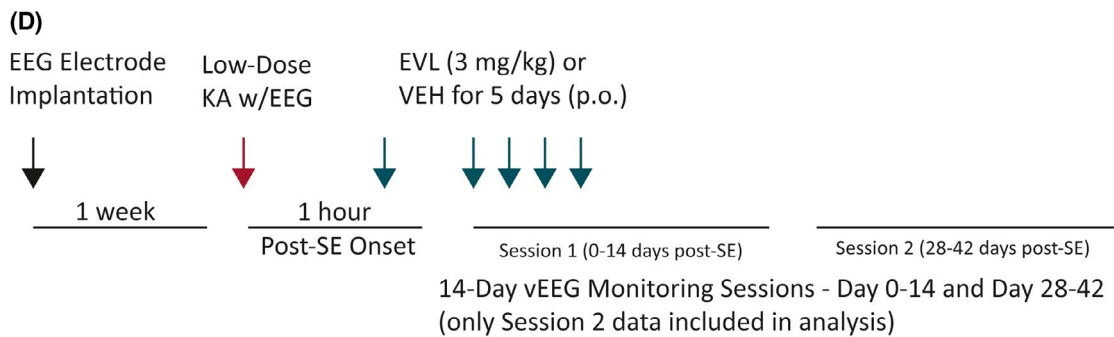 (D)
EEG Electrode
Implantation
Low-Dose
KA w/EEG
EVL (3 mg/kg) or
VEH for 5 days (p.o.)
1 week
1 hour
Post-SE Onset
Session 1 (0-14 days post-SE)
Session 2 (28-42 days post-SE)
14-Day vEEG Monitoring Sessions - Day 0-14 and Day 28-42
(only Session 2 data included in analysis)